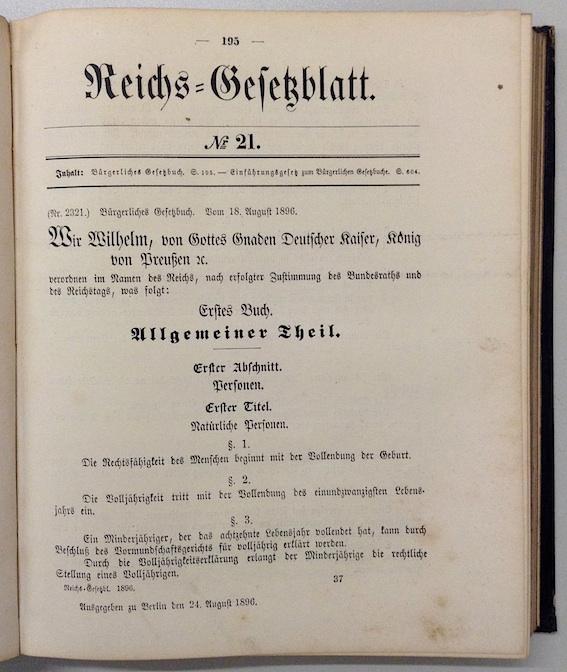 — 195 —
Reichs-Gesetzblatt.
№ 21.
Inhalt: Bürgerliches Gesetzbuch. S. 195. — Einführungsgesetz zum Bürgerlichen Gesetzbuche. S. 604.
(Nr. 2321.) Bürgerliches Gesetzbuch. Vom 18. August 1896.
Wir Wilhelm, von Gottes Gnaden Deutscher Kaiser, König
von Preußen ꝛc.
verordnen im Namen des Reichs, nach erfolgter Zustimmung des Bundesraths und
des Reichstags, was folgt:
Erstes Buch.
Allgemeiner Theil.
Erster Abschnitt.
Personen.
Erster Titel.
Natürliche Personen.
§. 1.
Die Rechtsfähigkeit des Menschen beginnt mit der Vollendung der Geburt.
§. 2.
Die Volljährigkeit tritt mit der Vollendung des einundzwanzigsten Lebens-
jahrs ein.
§. 3.
Ein Minderjähriger, der das achtzehnte Lebensjahr vollendet hat, kann durch
Beschluß des Vormundschaftsgerichts für volljährig erklärt werden.
Durch die Volljährigkeitserklärung erlangt der Minderjährige die rechtliche
Stellung eines Volljährigen.
Reichs-Gesetzbl. 1896. 37
Ausgegeben zu Berlin den 24. August 1896.